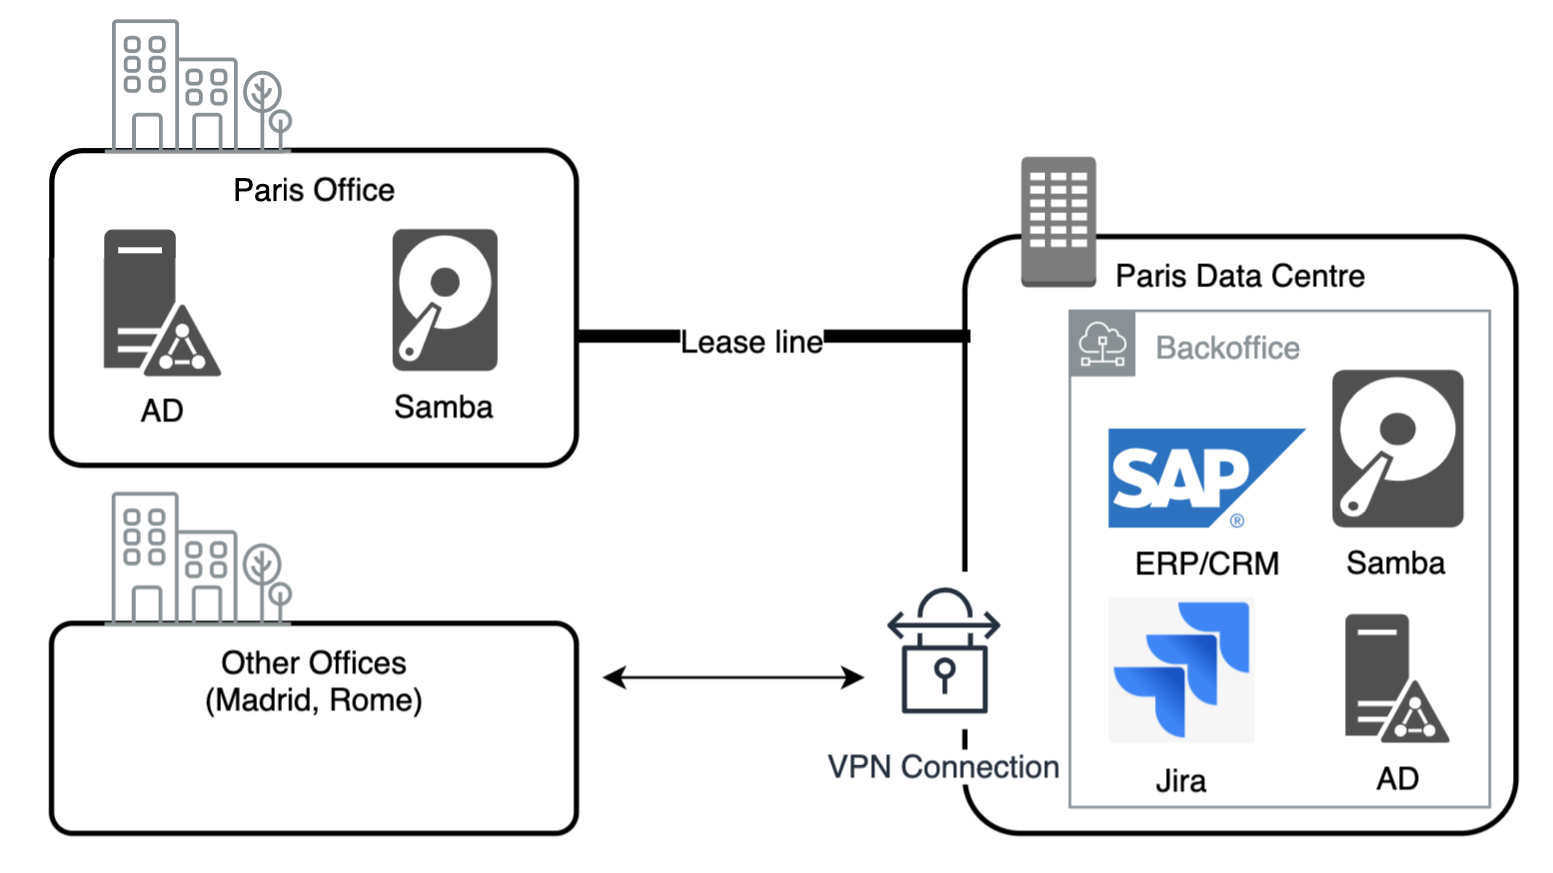 Paris Office
AD
Samba
Lease line
Paris Data Centre
Backoffice
SAP
®
ERP/CRM
Samba
Jira
AD
Other Offices
(Madrid, Rome)
VPN Connection